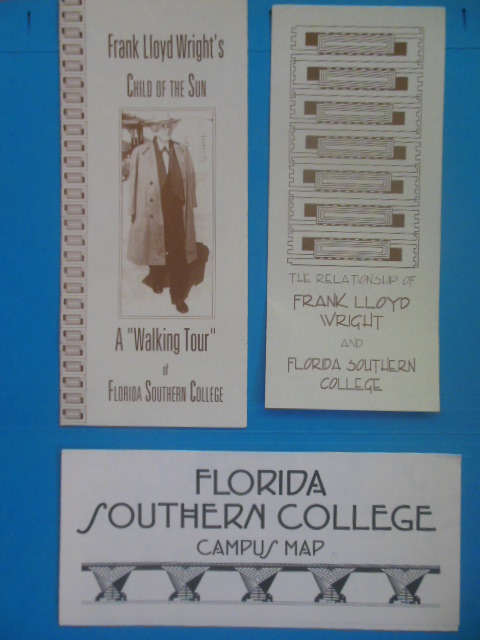 Frank Lloyd Wright's
CHILD OF THE SUN
A "Walking Tour"
of
FLORIDA SOUTHERN COLLEGE
THE RELATIONSHIP OF
FRANK LLOYD
WRIGHT
AND
FLORIDA SOUTHERN
COLLEGE
FLORIDA
SOUTHERN COLLEGE
CAMPUS MAP